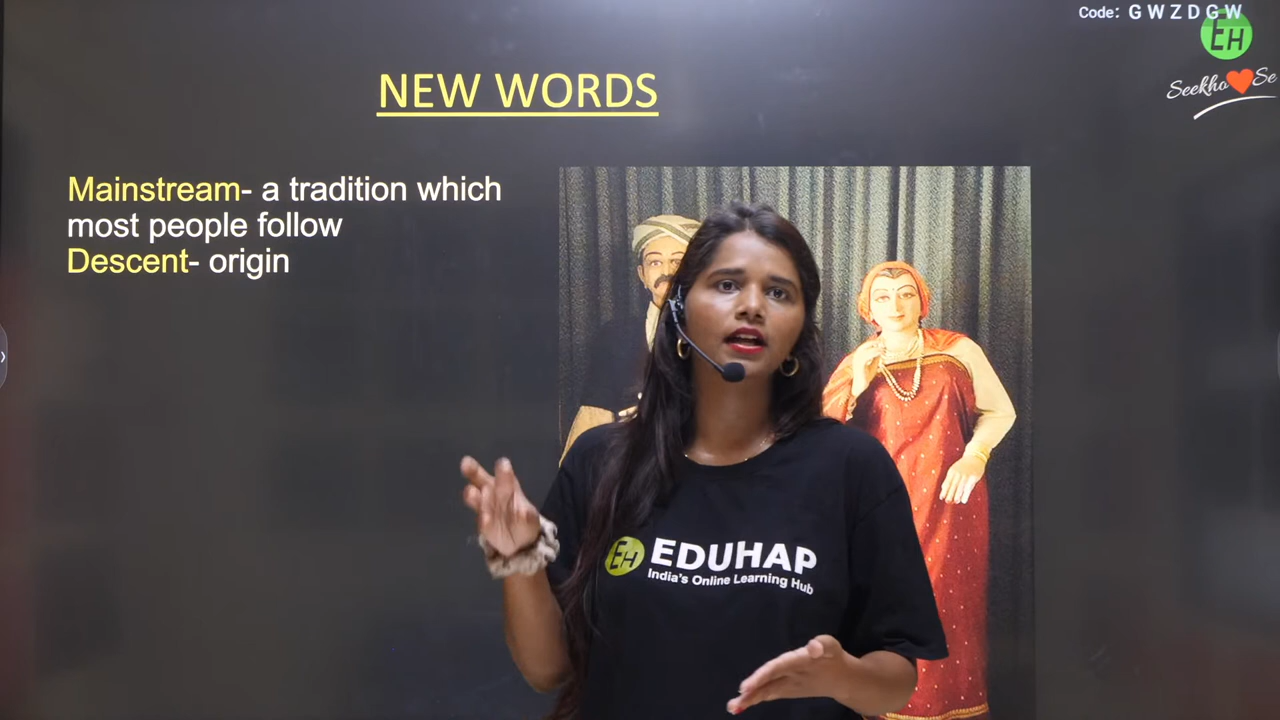 Code: G W Z D G W
EH
Seekho Se
NEW WORDS
Mainstream- a tradition which
most people follow
Descent- origin
EH EDUHAP
India's Online Learning Hub